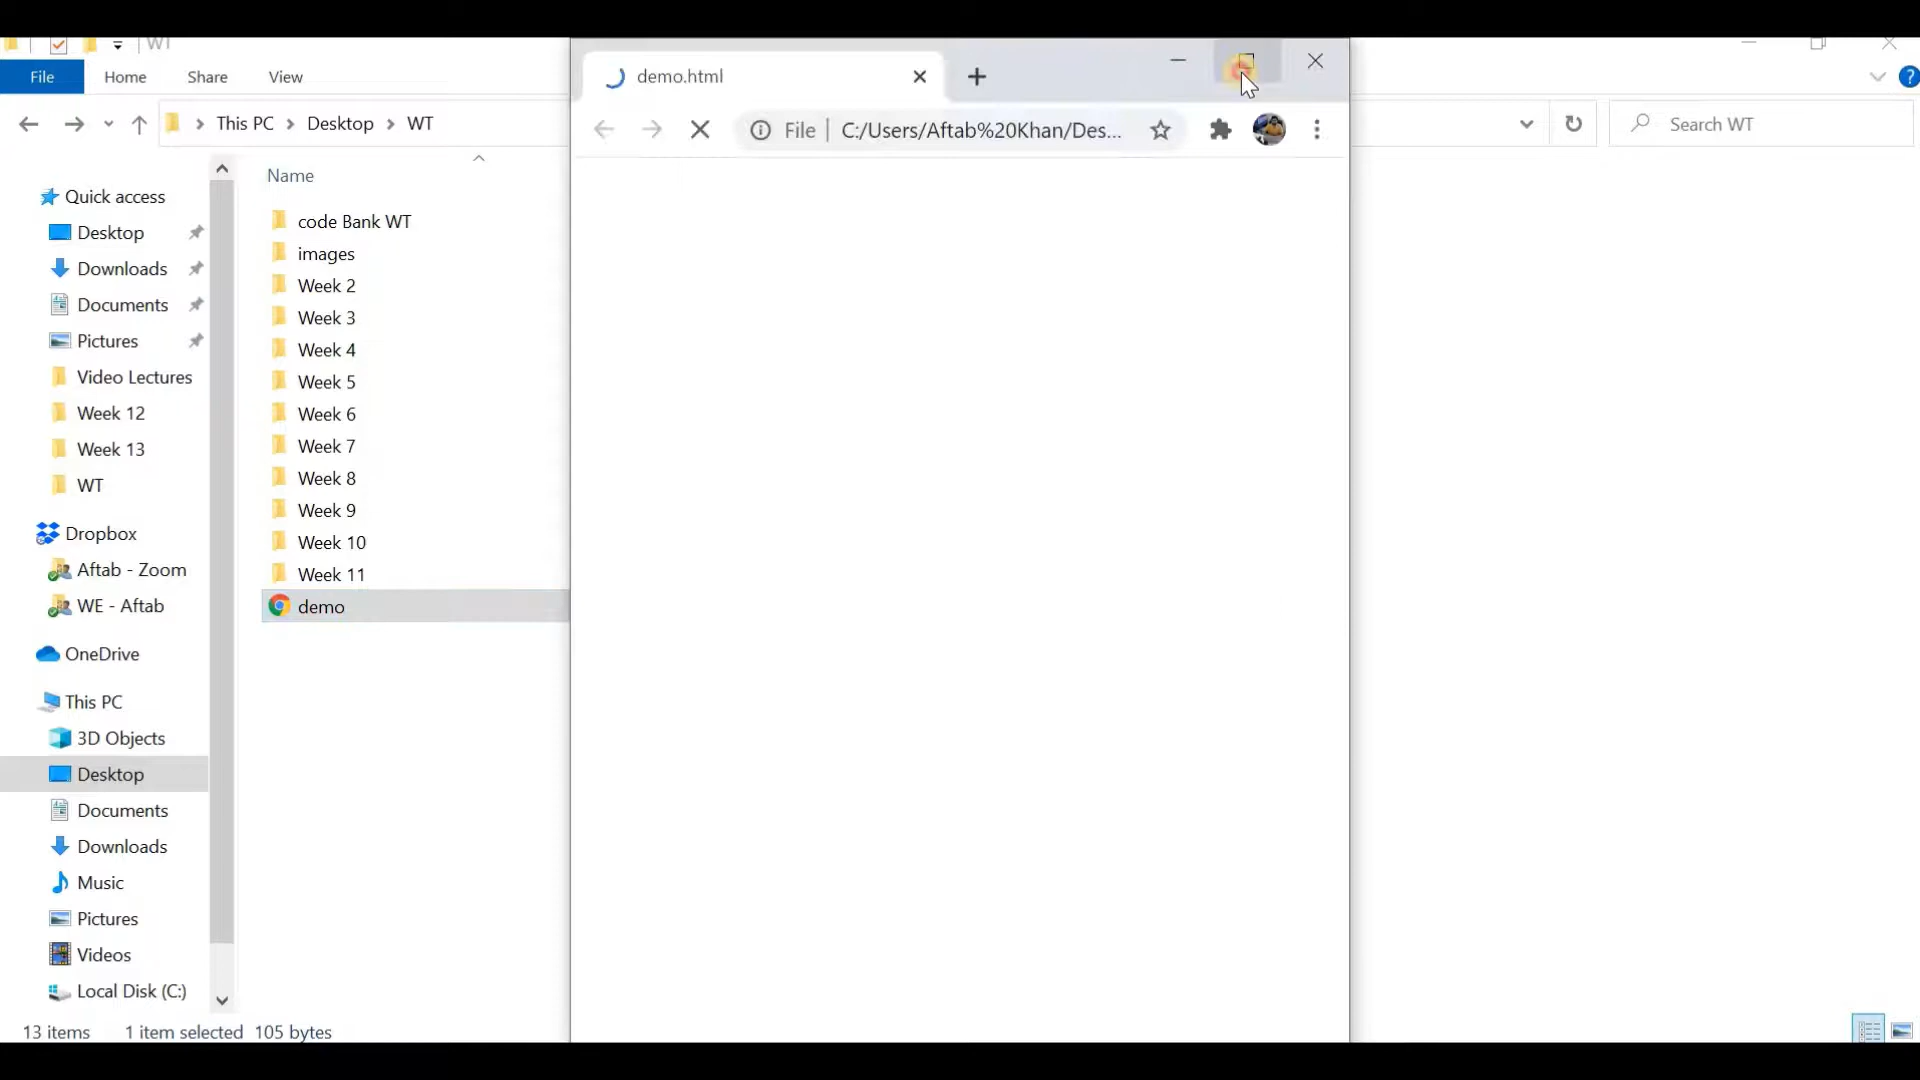 WT
File Home Share View
This PC Desktop WT
Search WT
demo.html
File C:/Users/Aftab%20Khan/Des...
Quick access
Desktop
Downloads
Documents
Pictures
Video Lectures
Week 12
Week 13
WT
Dropbox
Aftab - Zoom
WE - Aftab
OneDrive
This PC
3D Objects
Desktop
Documents
Downloads
Music
Pictures
Videos
Local Disk (C:)
Name
code Bank WT
images
Week 2
Week 3
Week 4
Week 5
Week 6
Week 7
Week 8
Week 9
Week 10
Week 11
demo
13 items 1 item selected 105 bytes